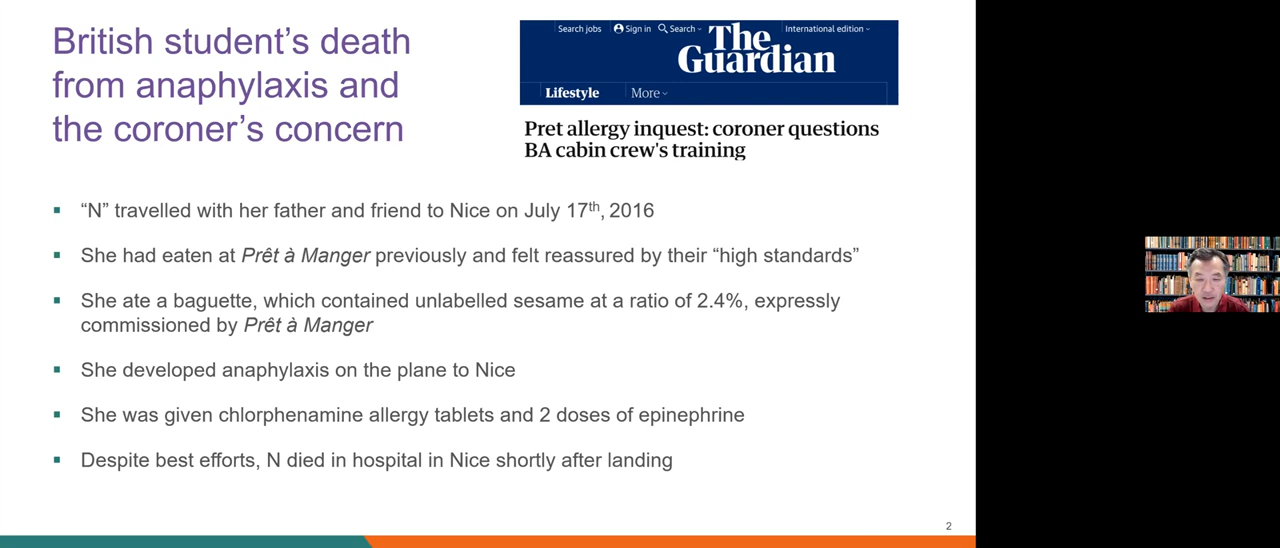 British student’s death
from anaphylaxis and
the coroner’s concern
Search jobs Sign in Search International edition
The
Guardian
Lifestyle More
Pret allergy inquest: coroner questions
BA cabin crew's training
▪ “N” travelled with her father and friend to Nice on July 17th, 2016
▪ She had eaten at Prêt à Manger previously and felt reassured by their “high standards”
▪ She ate a baguette, which contained unlabelled sesame at a ratio of 2.4%, expressly
commissioned by Prêt à Manger
▪ She developed anaphylaxis on the plane to Nice
▪ She was given chlorphenamine allergy tablets and 2 doses of epinephrine
▪ Despite best efforts, N died in hospital in Nice shortly after landing
2